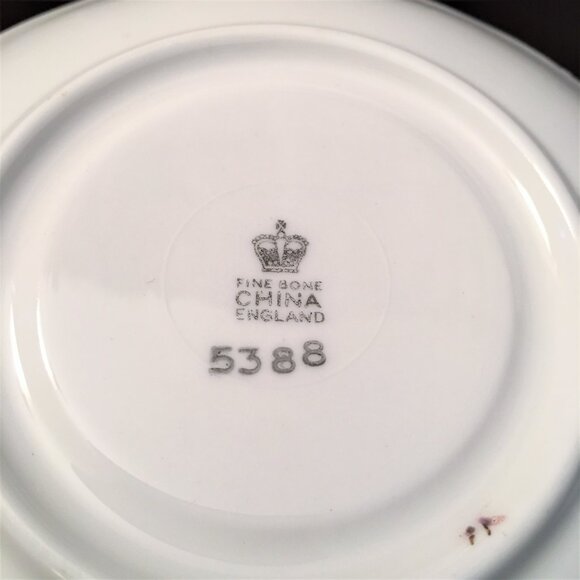 FINE BONE
CHINA
ENGLAND
5388